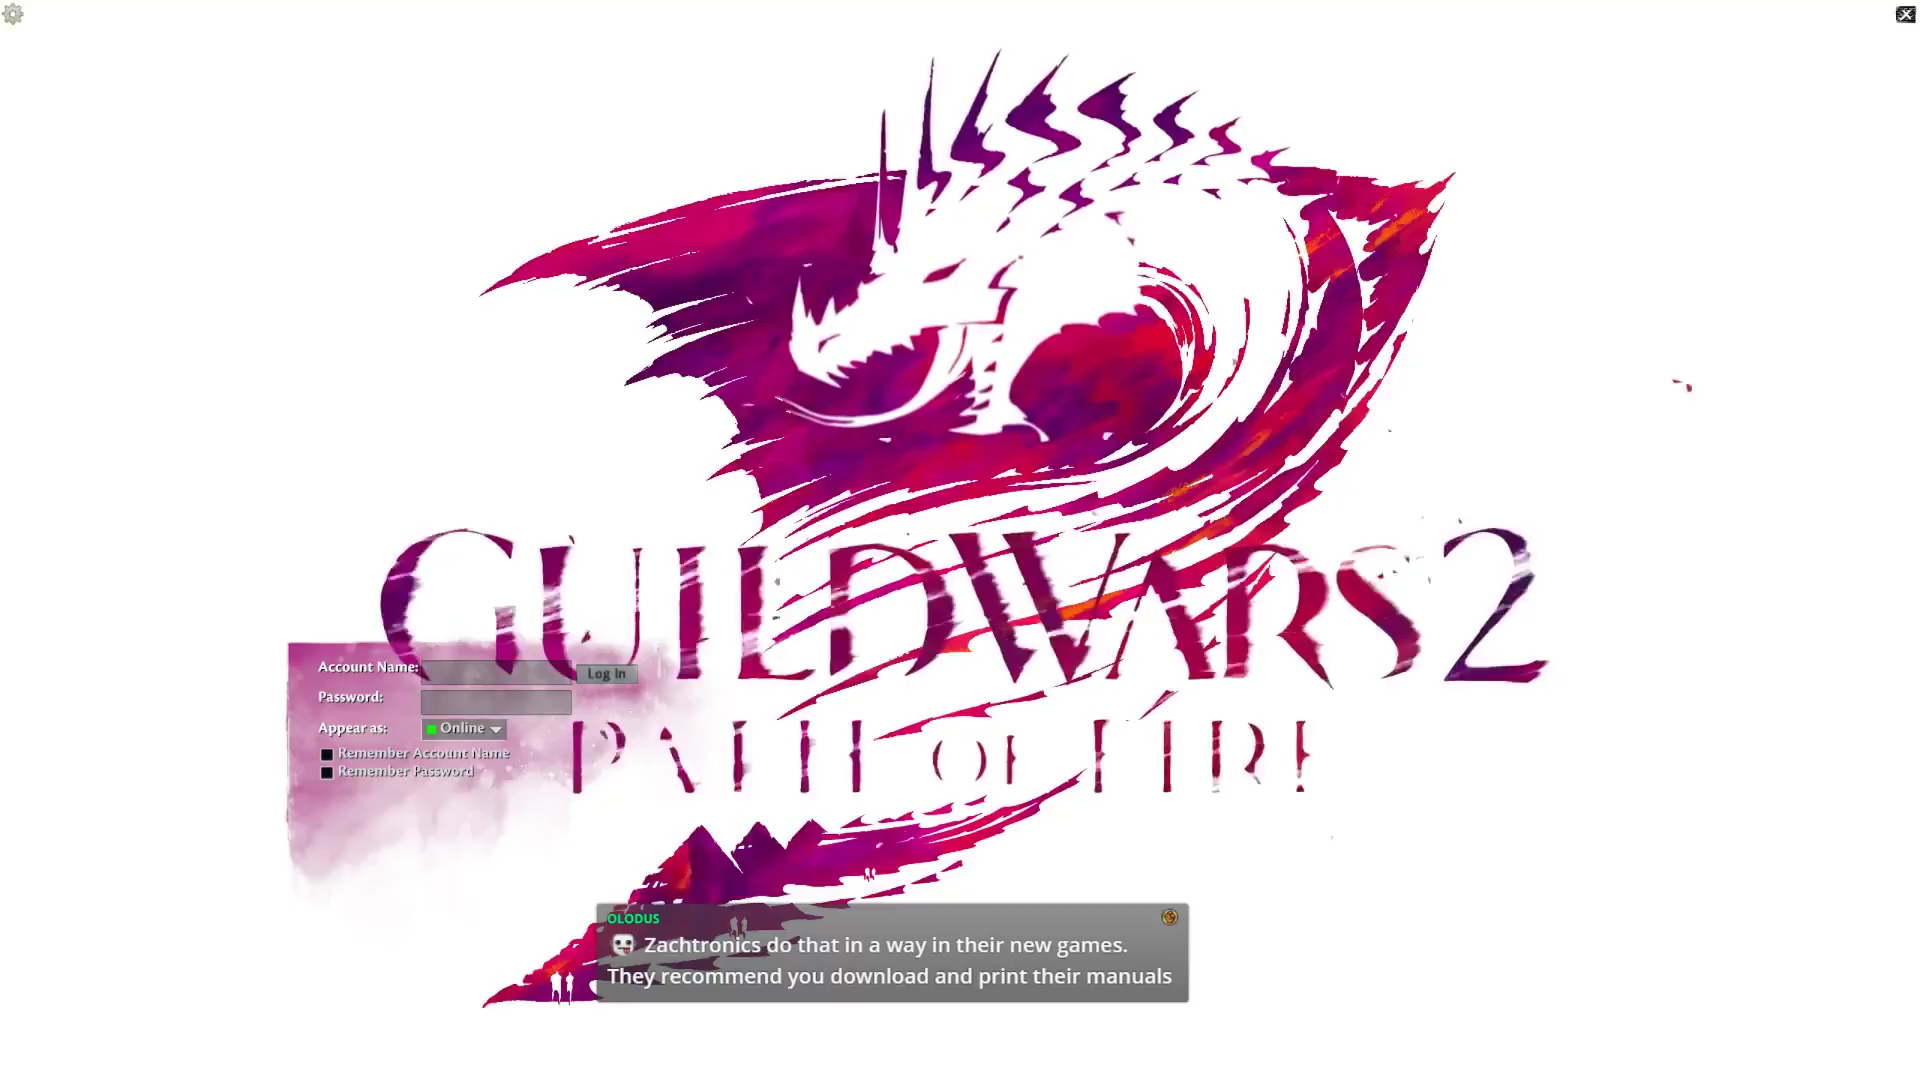 GUILD WARS 2
PATH OF FIRE
Account Name:
Log In
Password:
Appear as:
Online
Remember Account Name
Remember Password
OLODUS
Zachtronics do that in a way in their new games.
They recommend you download and print their manuals